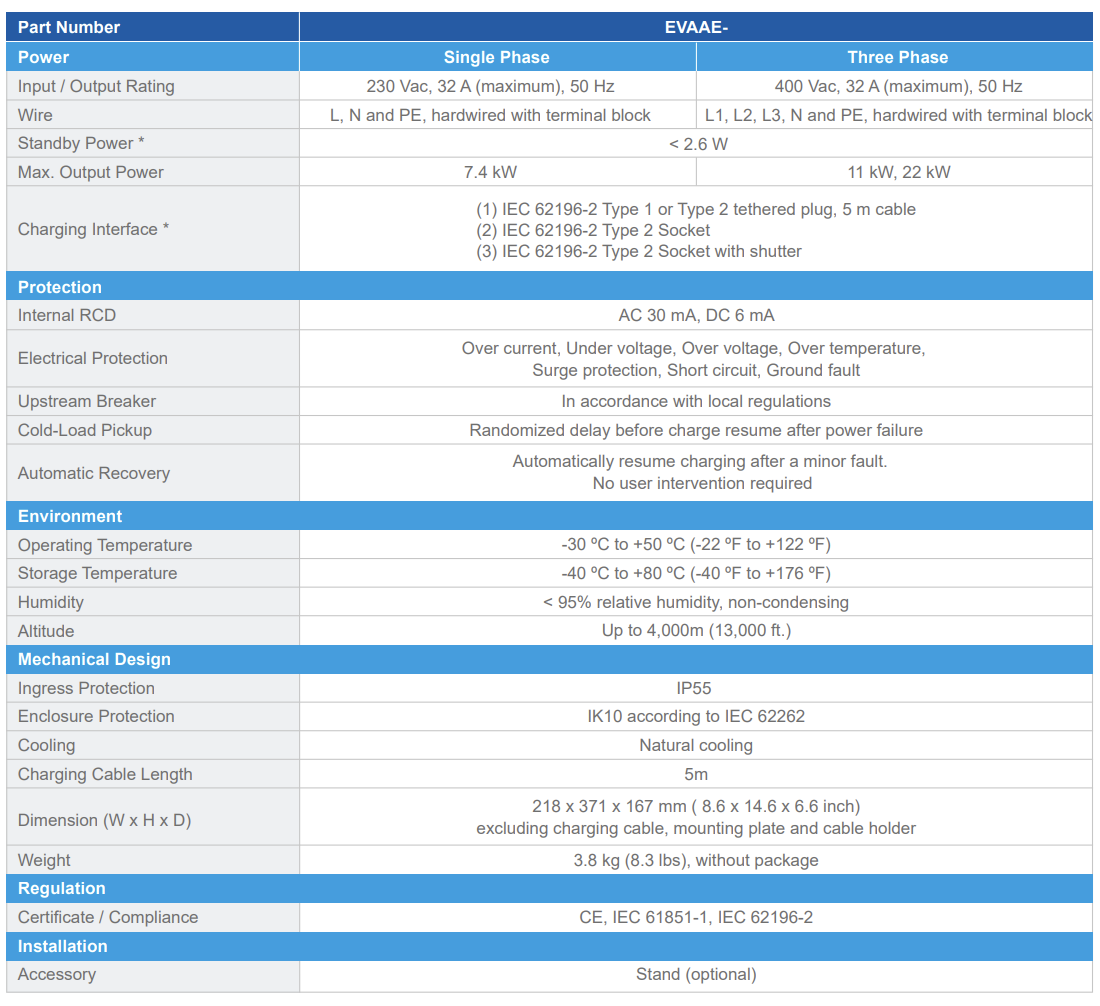 Part Number EVAAE-
Power Single Phase Three Phase
Input / Output Rating 230 Vac, 32 A (maximum), 50 Hz 400 Vac, 32 A (maximum), 50 Hz
Wire L, N and PE, hardwired with terminal block L1, L2, L3, N and PE, hardwired with terminal block
Standby Power * < 2.6 W
Max. Output Power 7.4 kW 11 kW, 22 kW
Charging Interface *
(1) IEC 62196-2 Type 1 or Type 2 tethered plug, 5 m cable
(2) IEC 62196-2 Type 2 Socket
(3) IEC 62196-2 Type 2 Socket with shutter
Protection
Internal RCD AC 30 mA, DC 6 mA
Electrical Protection
Over current, Under voltage, Over voltage, Over temperature,
Surge protection, Short circuit, Ground fault
Upstream Breaker In accordance with local regulations
Cold-Load Pickup Randomized delay before charge resume after power failure
Automatic Recovery
Automatically resume charging after a minor fault.
No user intervention required
Environment
Operating Temperature -30 ºC to +50 ºC (-22 ºF to +122 ºF)
Storage Temperature -40 ºC to +80 ºC (-40 ºF to +176 ºF)
Humidity < 95% relative humidity, non-condensing
Altitude Up to 4,000m (13,000 ft.)
Mechanical Design
Ingress Protection IP55
Enclosure Protection IK10 according to IEC 62262
Cooling Natural cooling
Charging Cable Length 5m
Dimension (W x H x D)
218 x 371 x 167 mm ( 8.6 x 14.6 x 6.6 inch)
excluding charging cable, mounting plate and cable holder
Weight 3.8 kg (8.3 lbs), without package
Regulation
Certificate / Compliance CE, IEC 61851-1, IEC 62196-2
Installation
Accessory Stand (optional)